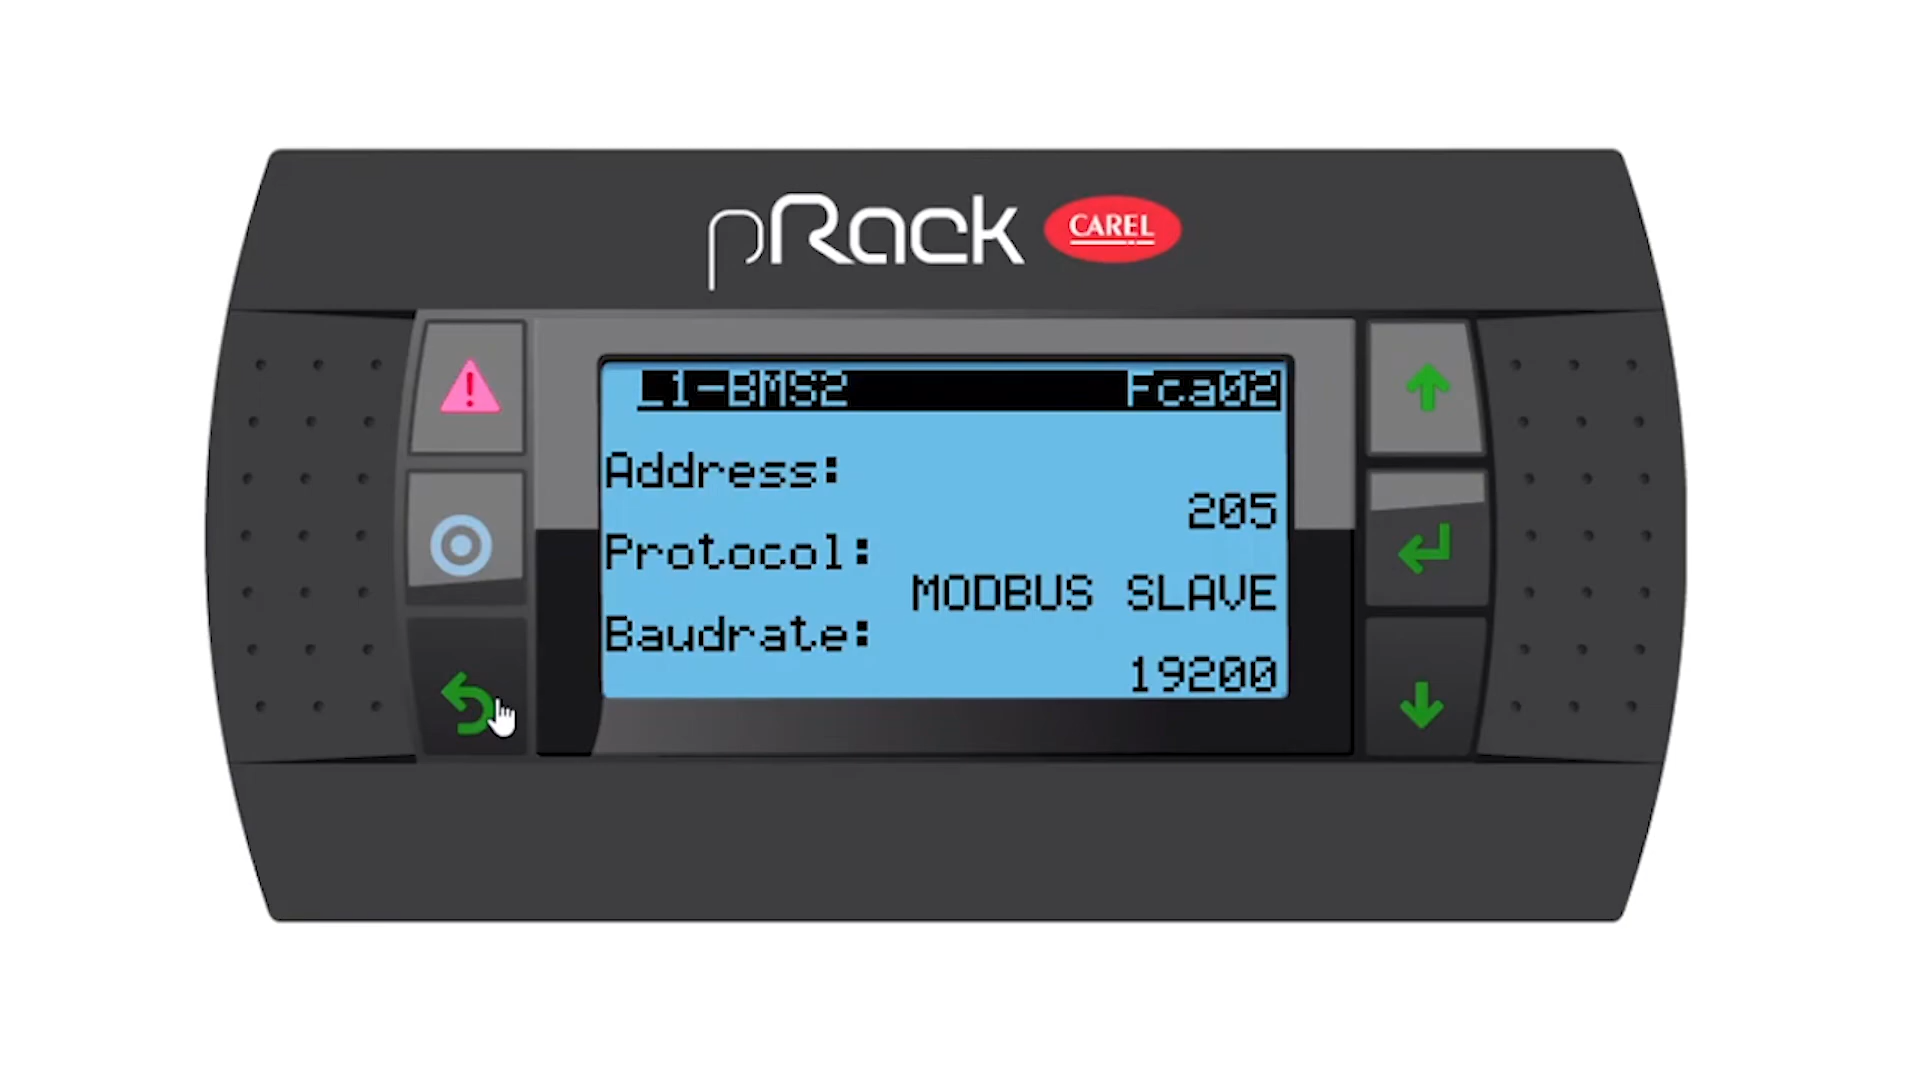 pRack CAREL
L1-BMS2 Fca02
Address:
205
Protocol:
MODBUS SLAVE
Baudrate:
19200